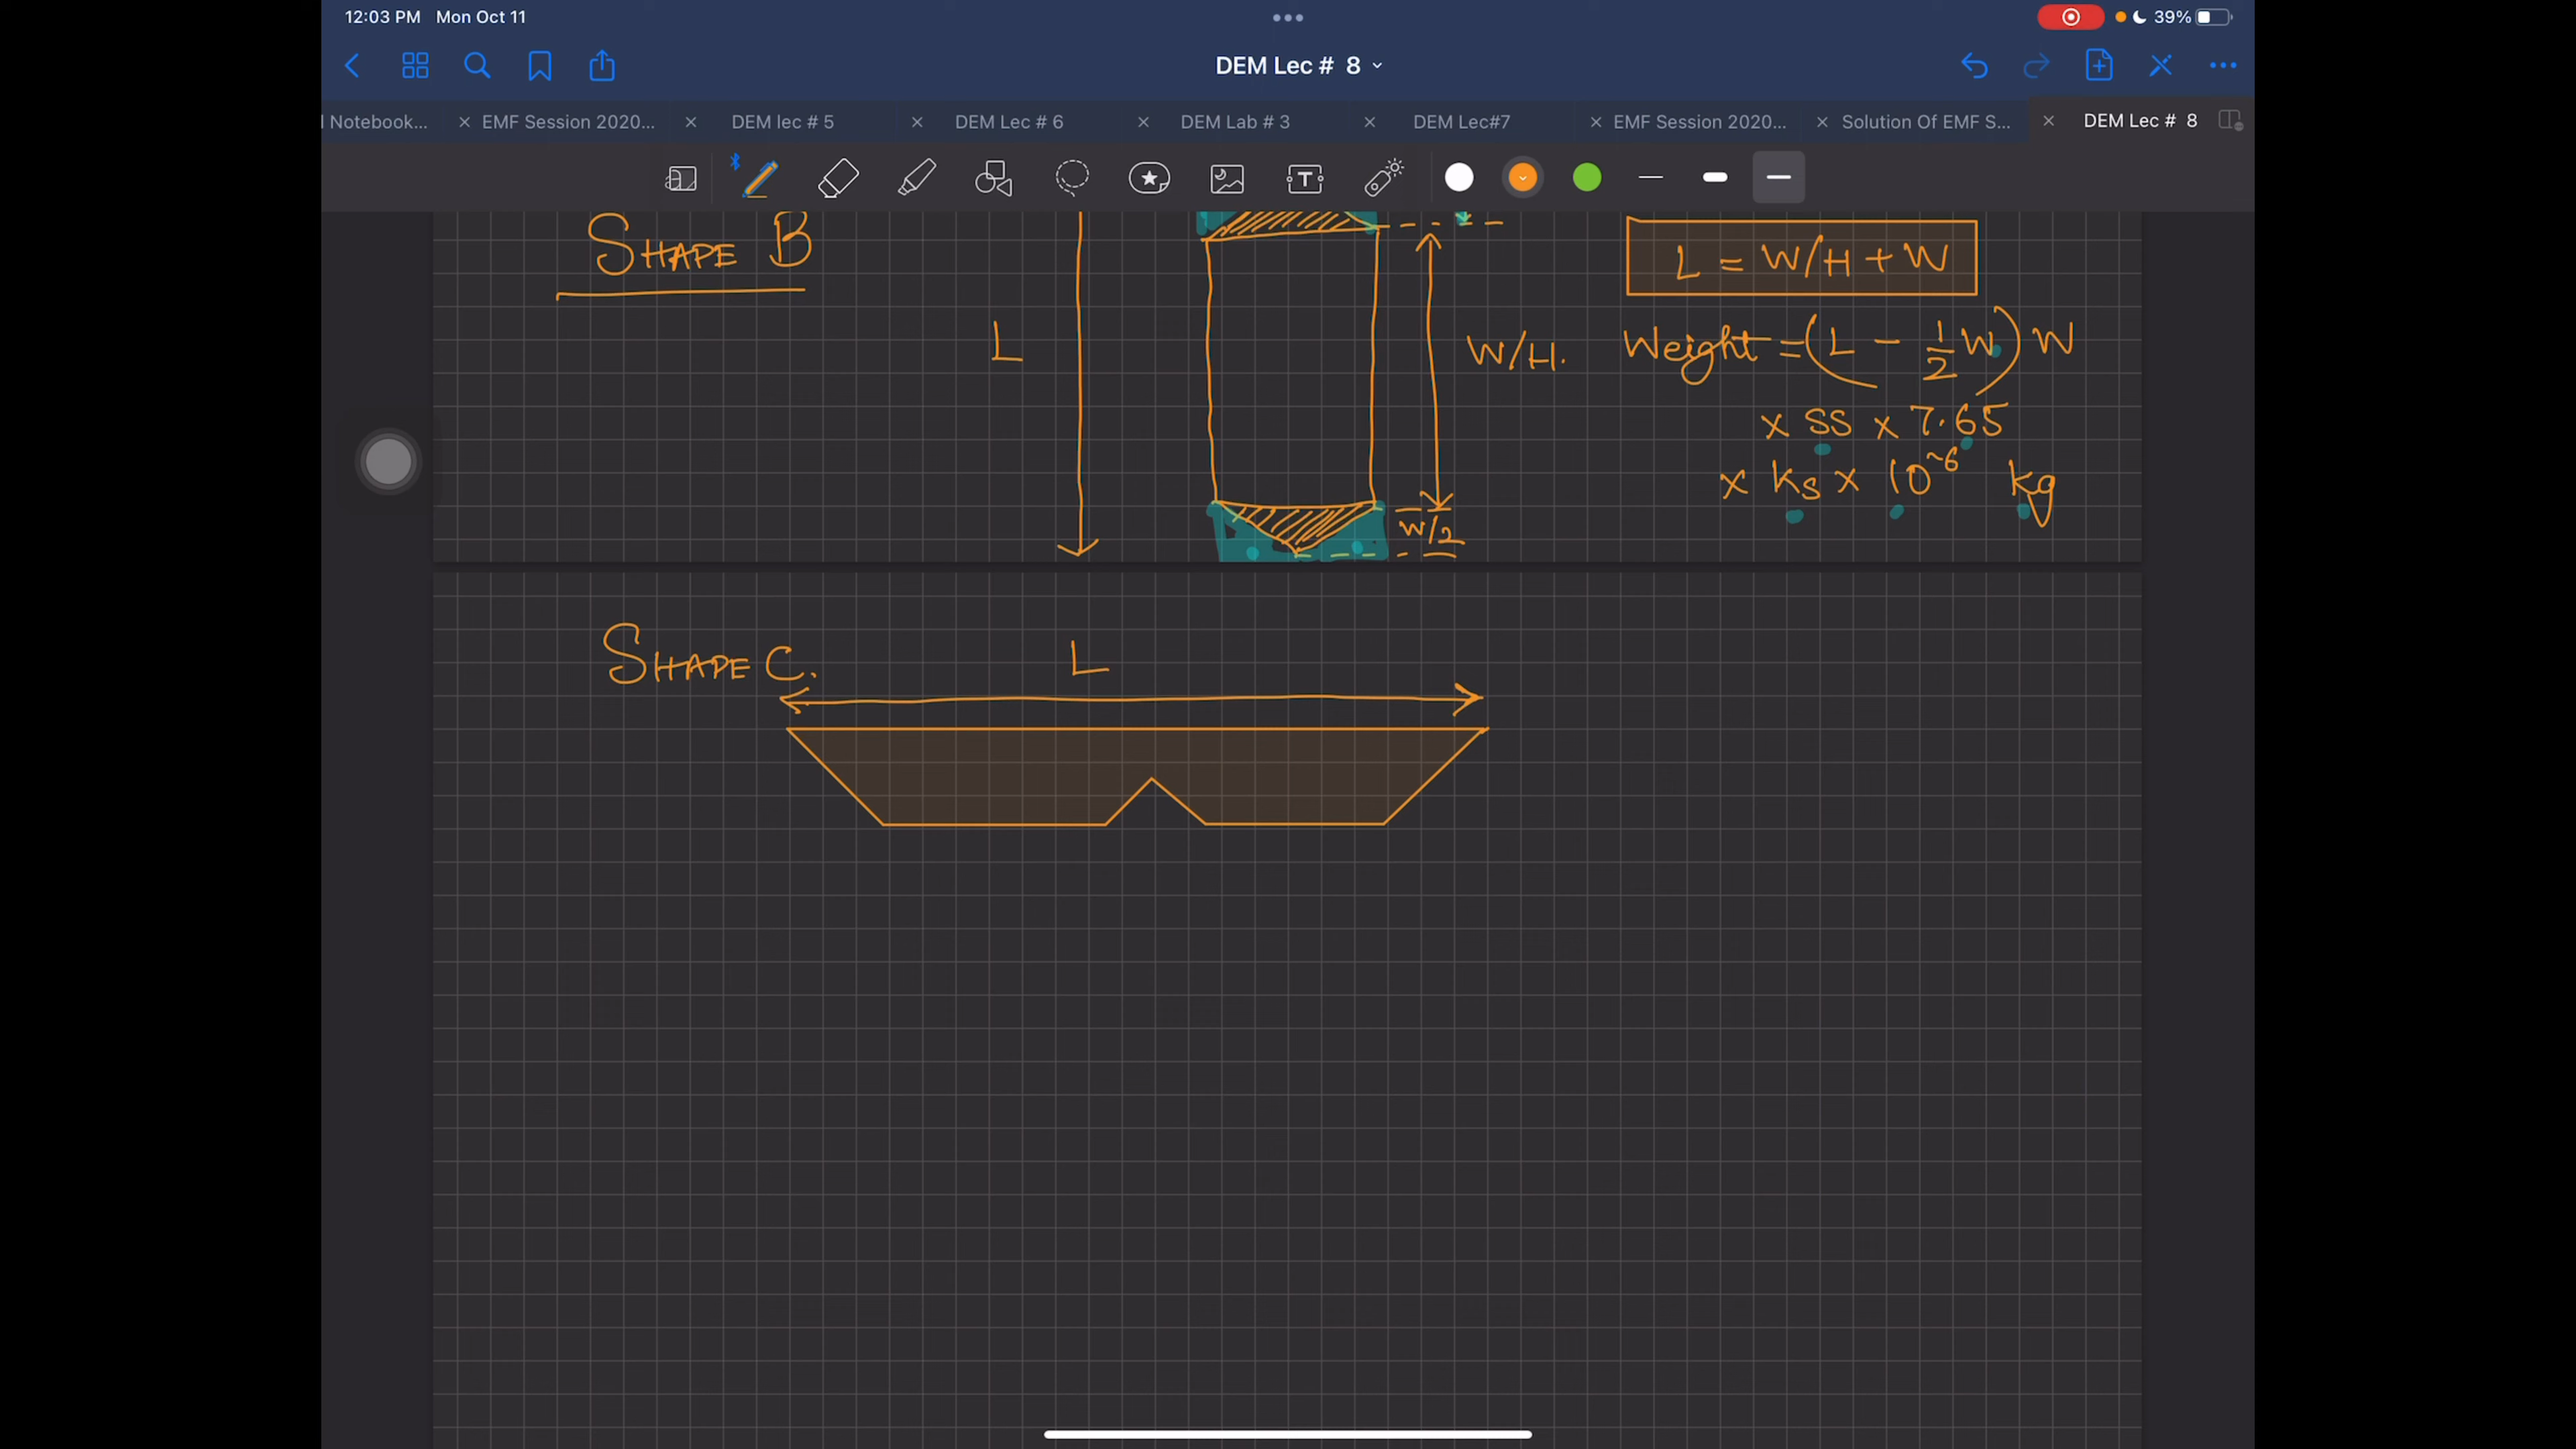 12:03 PM Mon Oct 11
39%
DEM Lec # 8
l Notebook...
EMF Session 2020...
DEM lec # 5
DEM Lec # 6
DEM Lab # 3
DEM Lec#7
EMF Session 2020...
Solution Of EMF S...
DEM Lec # 8
SHAPE B
L
W/H.
W/2
L = W/H + W
Weight = (L - 1/2 W) W
x SS x 7.65
x Ks x 10^-6 kg
SHAPE C.
L